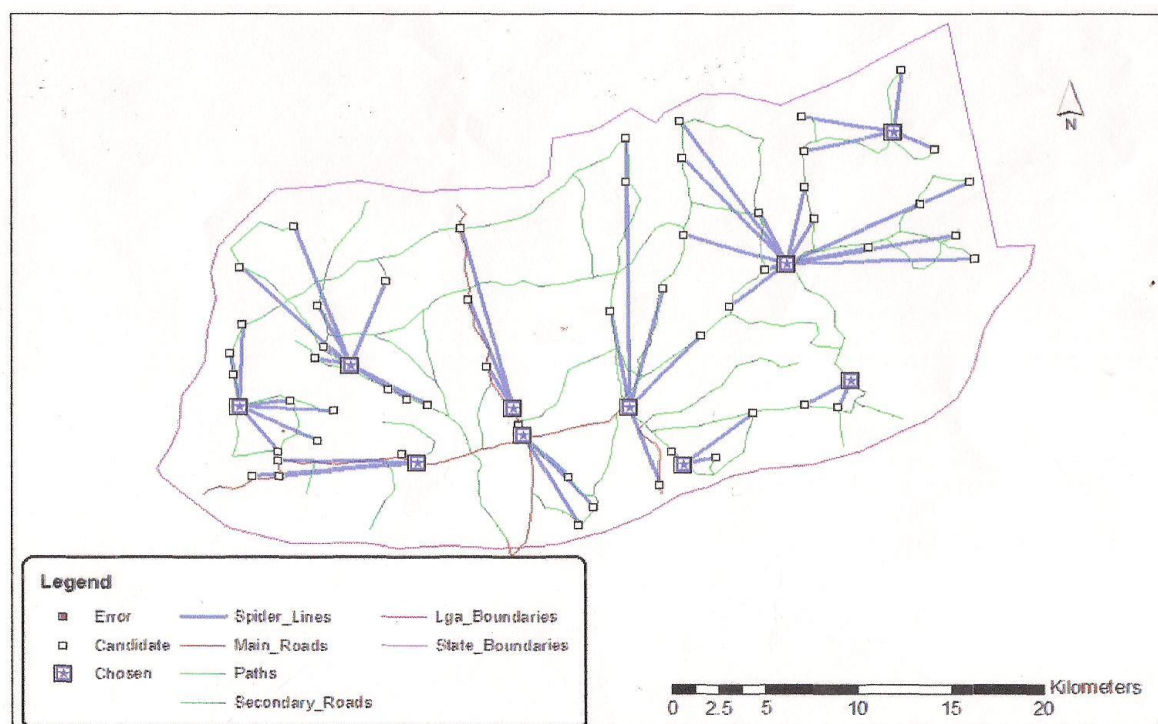 N
Legend
Error
Candidate
Chosen
Spider_Lines
Main_Roads
Paths
Secondary_Roads
Lga_Boundaries
State_Boundaries
Kilometers
0 2.5 5 10 15 20